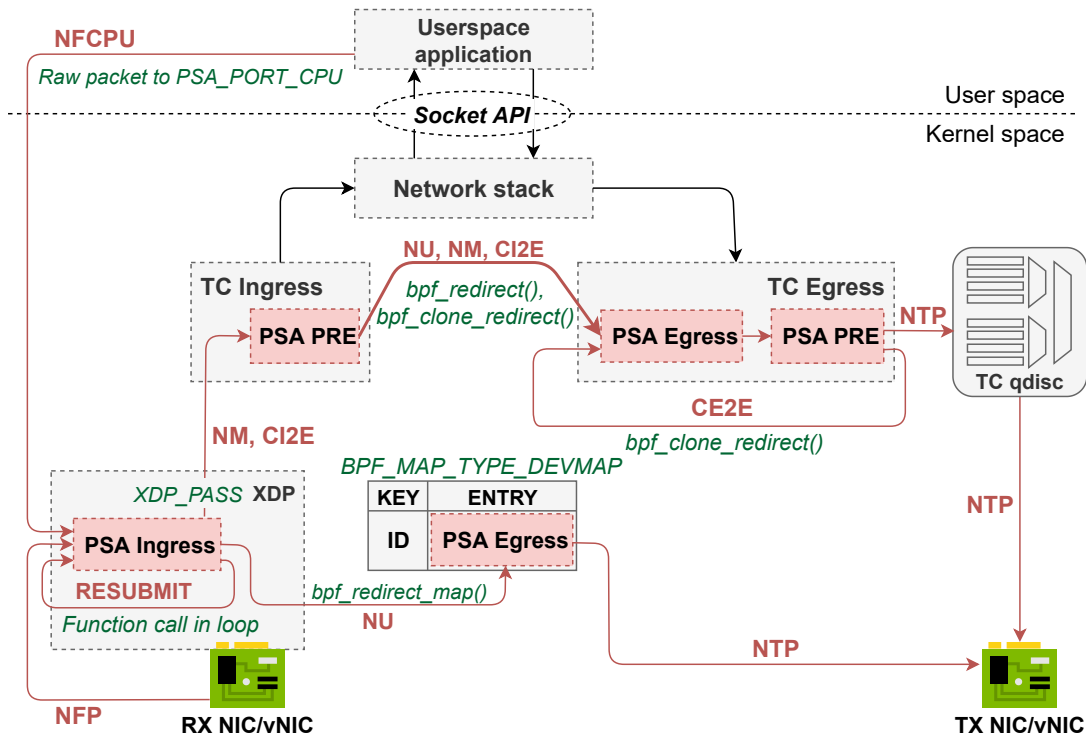 NFCPU
Userspace
application
Raw packet to PSA_PORT_CPU
User space
Socket API
Kernel space
Network stack
NU, NM, CI2E
TC Ingress
bpf_redirect(),
bpf_clone_redirect()
TC Egress
PSA PRE
PSA Egress
PSA PRE
NTP
TC qdisc
CE2E
bpf_clone_redirect()
NM, CI2E
BPF_MAP_TYPE_DEVMAP
XDP_PASS XDP
KEY ENTRY
PSA Ingress
ID PSA Egress
NTP
RESUBMIT
bpf_redirect_map()
Function call in loop
NU
NTP
NFP
RX NIC/vNIC
TX NIC/vNIC